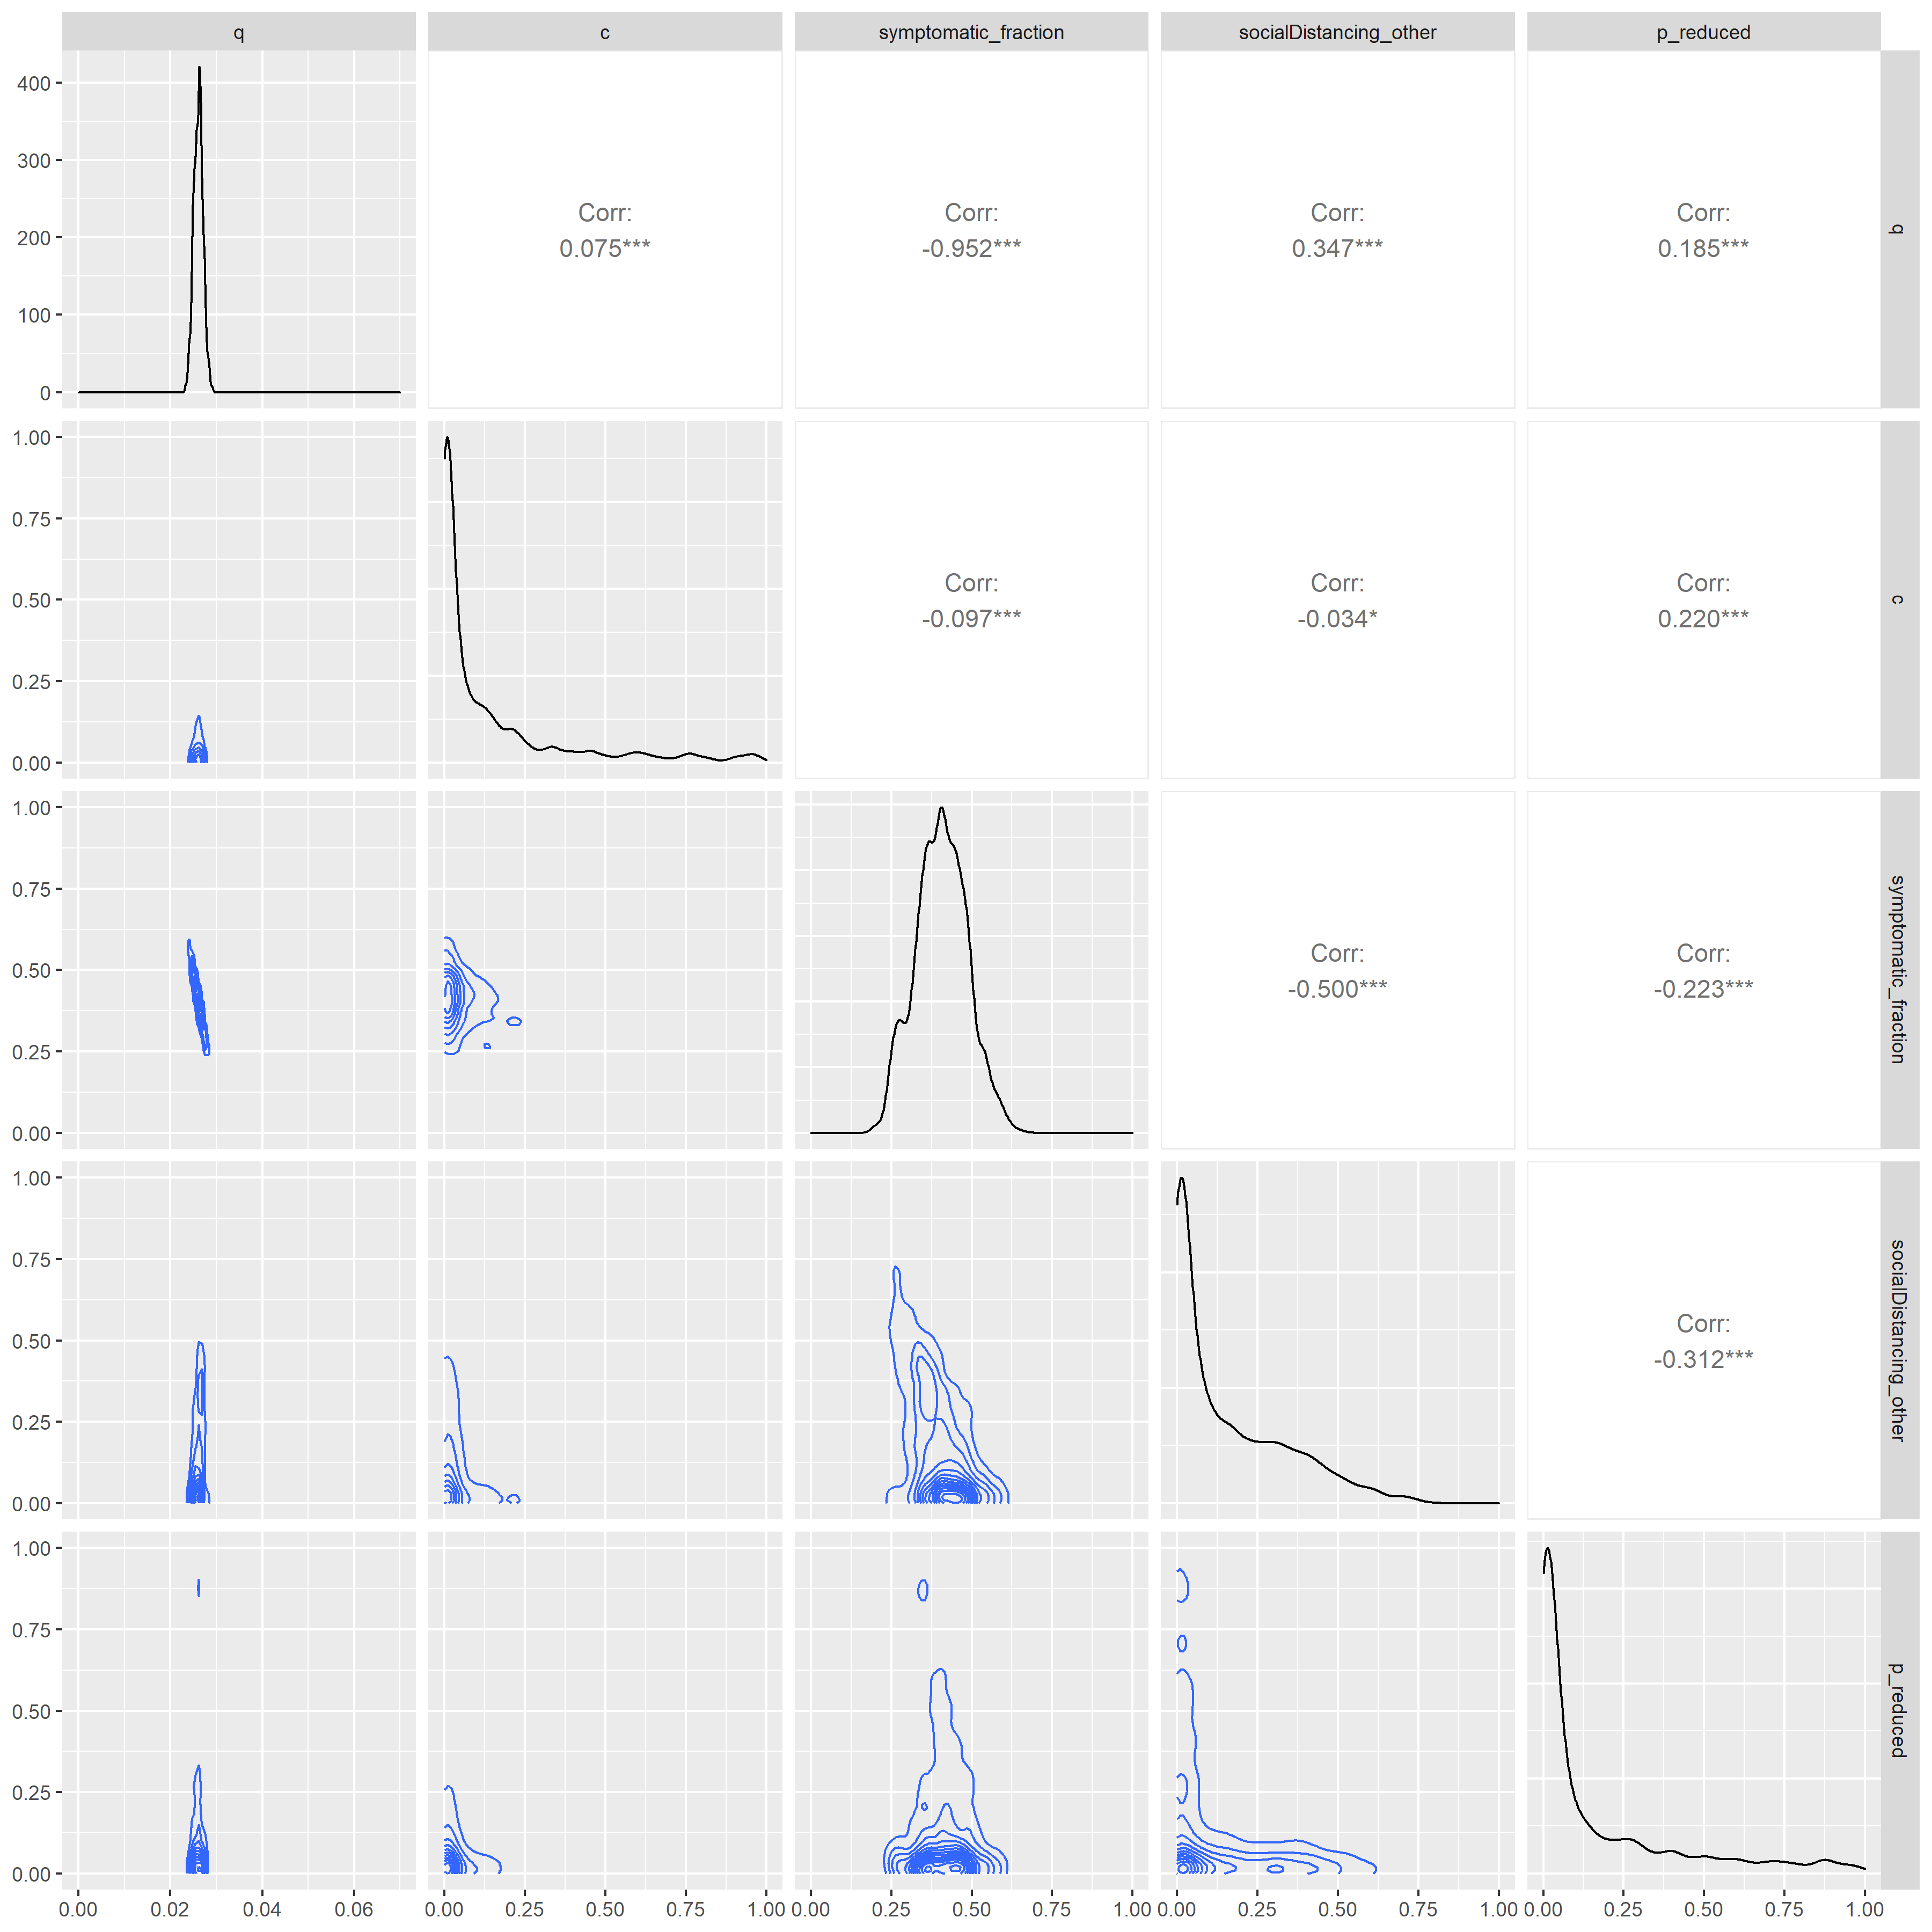 q
c
symptomatic_fraction
socialDistancing_other
p_reduced
400
300
200
100
0
Corr:
0.075***
Corr:
-0.952***
Corr:
0.347***
Corr:
0.185***
q
1.00
0.75
0.50
0.25
0.00
Corr:
-0.097***
Corr:
-0.034*
Corr:
0.220***
c
1.00
0.75
0.50
0.25
0.00
Corr:
-0.500***
Corr:
-0.223***
symptomatic_fraction
1.00
0.75
0.50
0.25
0.00
Corr:
-0.312***
socialDistancing_other
1.00
0.75
0.50
0.25
0.00
p_reduced
0.00 0.02 0.04 0.06
0.00 0.25 0.50 0.75 1.00
0.00 0.25 0.50 0.75 1.00
0.00 0.25 0.50 0.75 1.00
0.00 0.25 0.50 0.75 1.00